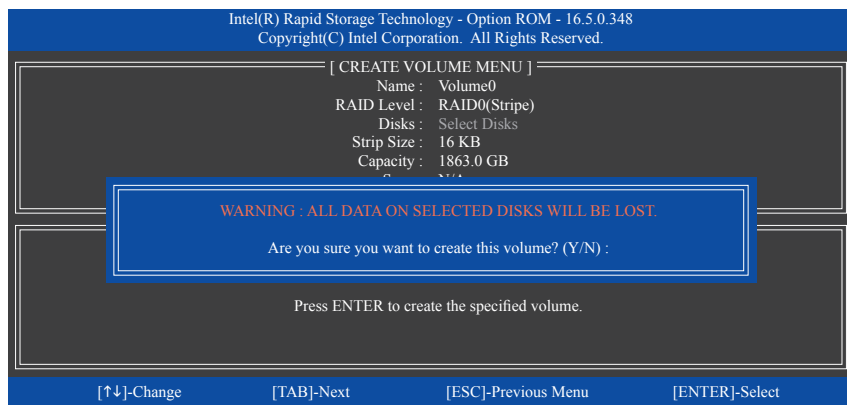 Intel(R) Rapid Storage Technology - Option ROM - 16.5.0.348
Copyright(C) Intel Corporation. All Rights Reserved.
[ CREATE VOLUME MENU ]
Name : Volume0
RAID Level : RAID0(Stripe)
Disks : Select Disks
Strip Size : 16 KB
Capacity : 1863.0 GB
WARNING : ALL DATA ON SELECTED DISKS WILL BE LOST.
Are you sure you want to create this volume? (Y/N) :
Press ENTER to create the specified volume.
[↑↓]-Change [TAB]-Next [ESC]-Previous Menu [ENTER]-Select